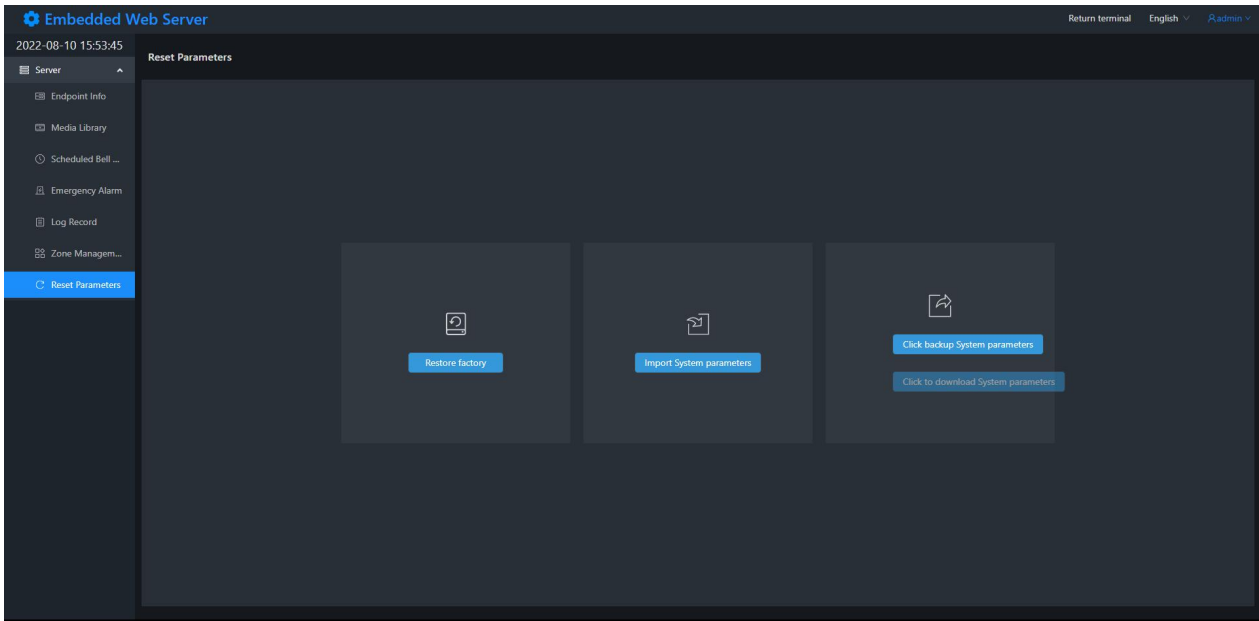 Embedded Web Server
Return terminal English admin
2022-08-10 15:53:45
Reset Parameters
Server
Endpoint Info
Media Library
Scheduled Bell ...
Emergency Alarm
Log Record
Zone Managem...
Reset Parameters
Restore factory
Import System parameters
Click backup System parameters
Click to download System parameters